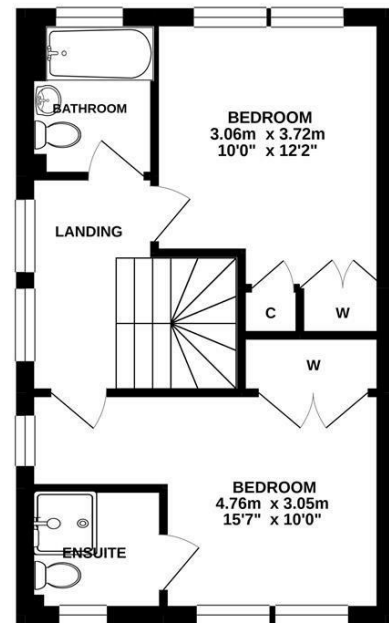 BATHROOM
BEDROOM
3.06m x 3.72m
10'0" x 12'2"
LANDING
C
W
W
BEDROOM
4.76m x 3.05m
15'7" x 10'0"
ENSUITE